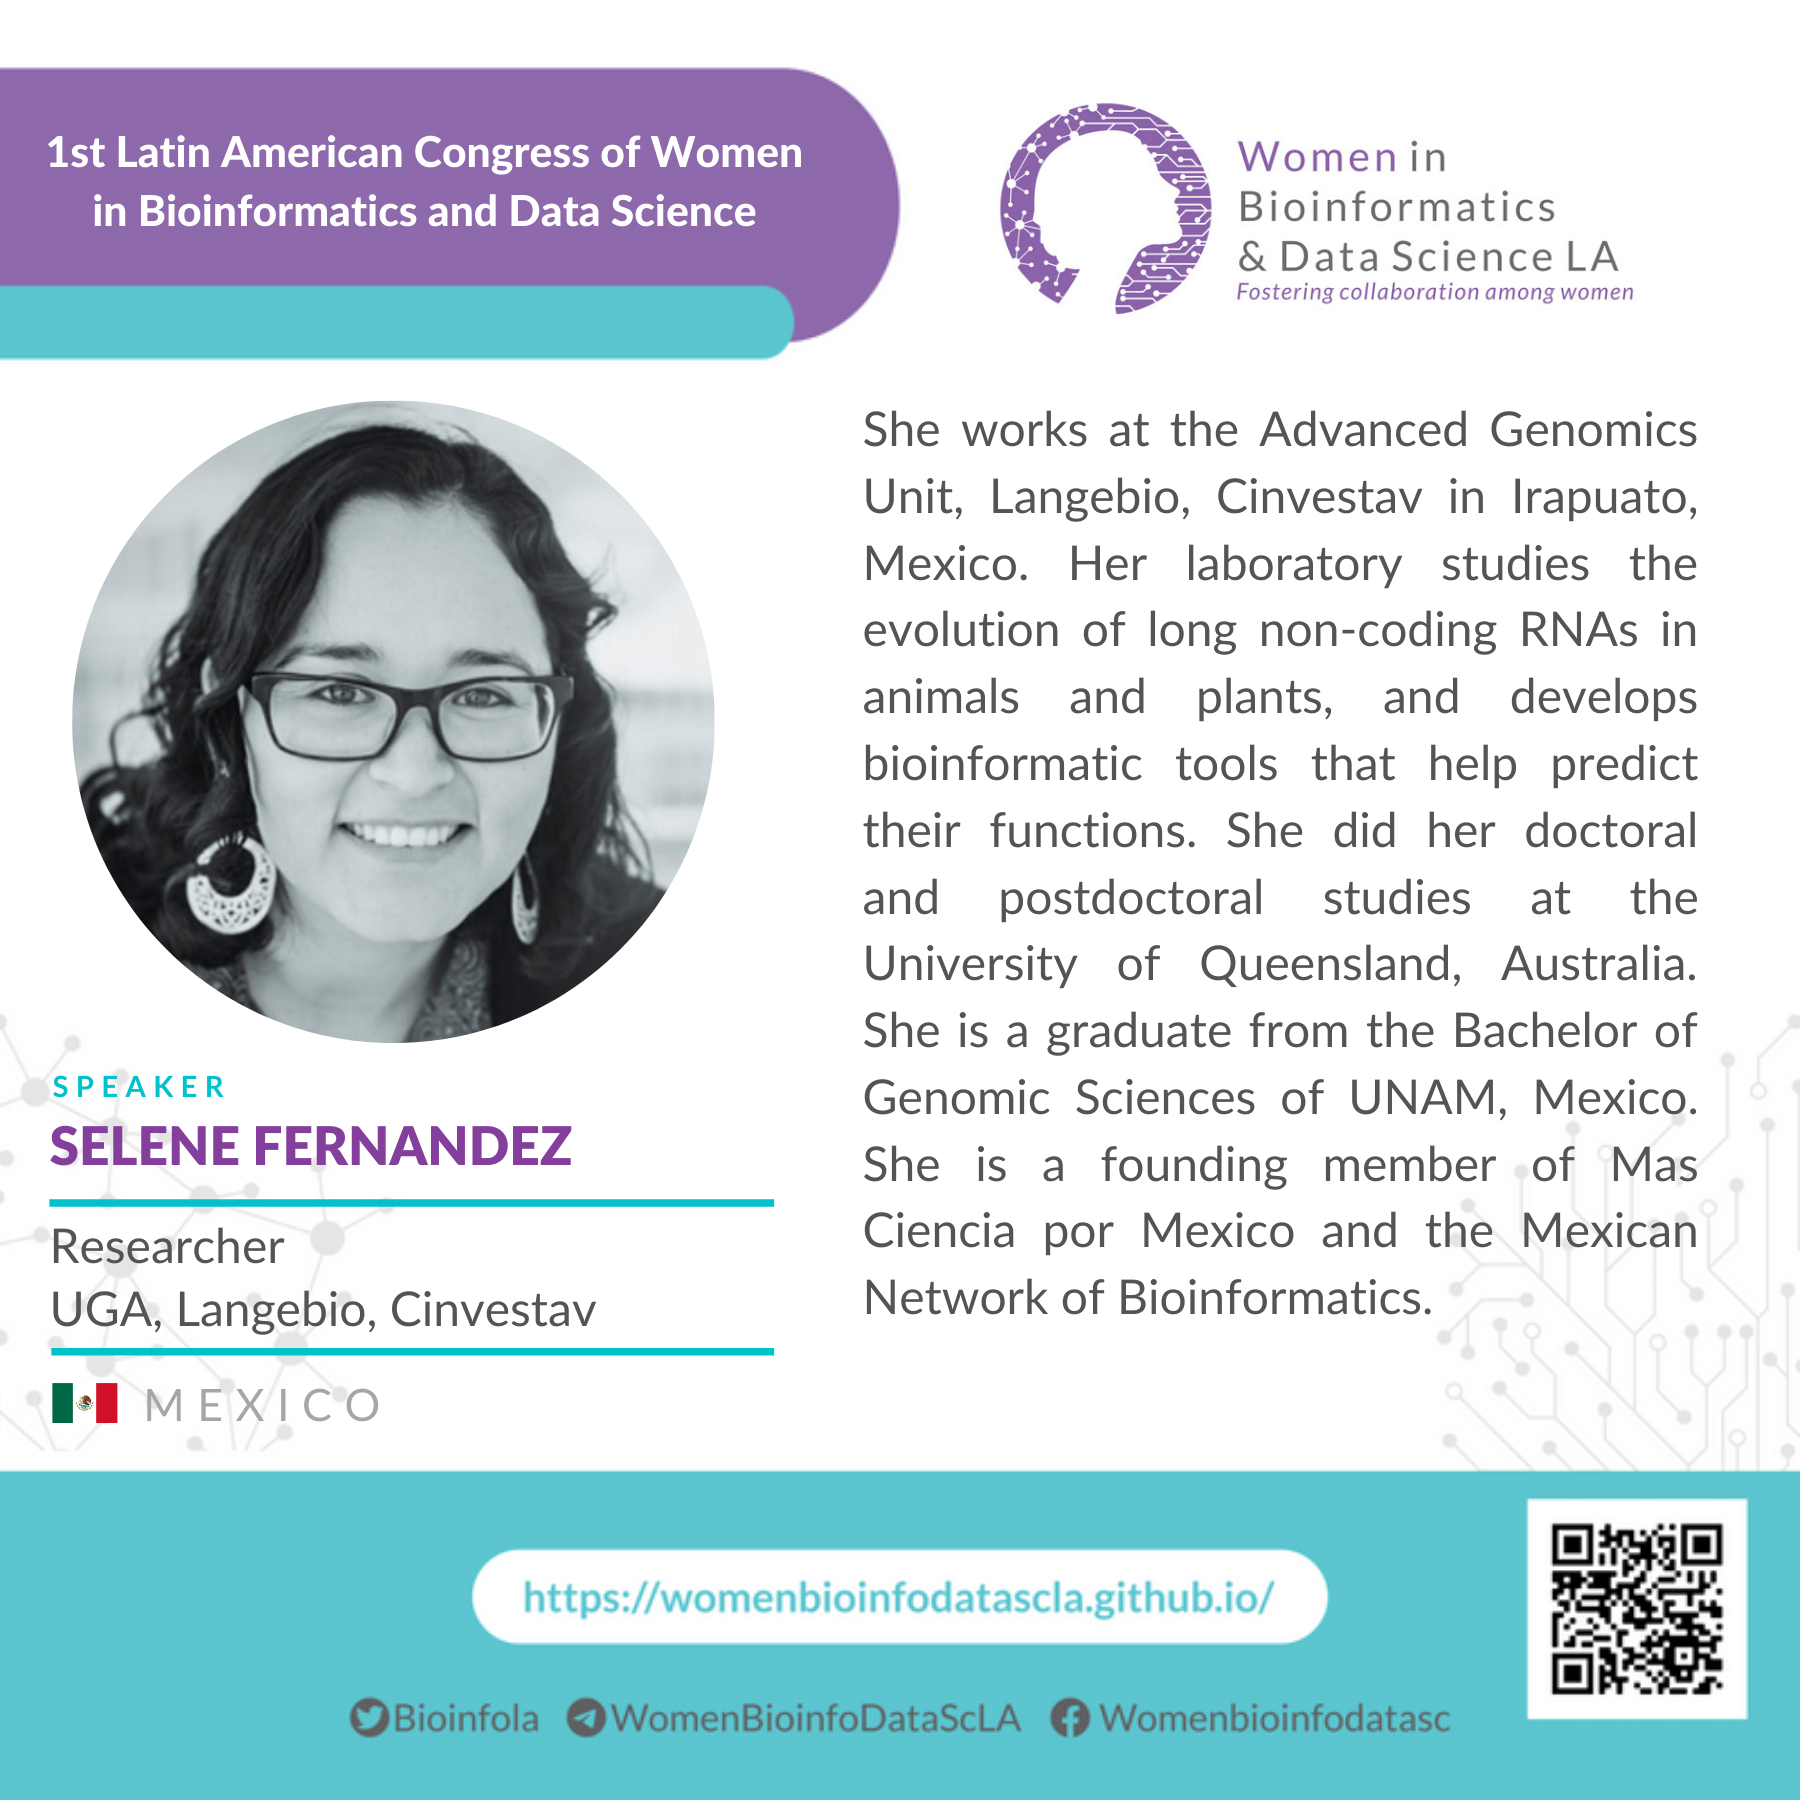 1st Latin American Congress of Women
in Bioinformatics and Data Science
Women in
Bioinformatics
& Data Science LA
Fostering collaboration among women
She works at the Advanced Genomics
Unit, Langebio, Cinvestav in Irapuato,
Mexico. Her laboratory studies the
evolution of long non-coding RNAs in
animals and plants, and develops
bioinformatic tools that help predict
their functions. She did her doctoral
and postdoctoral studies at the
University of Queensland, Australia.
She is a graduate from the Bachelor of
Genomic Sciences of UNAM, Mexico.
She is a founding member of Mas
Ciencia por Mexico and the Mexican
Network of Bioinformatics.
SPEAKER
SELENE FERNANDEZ
Researcher
UGA, Langebio, Cinvestav
MEXICO
https://womenbioinfodatascla.github.io/
Bioinfola WomenBioinfoDataScLA Womenbioinfodatasc